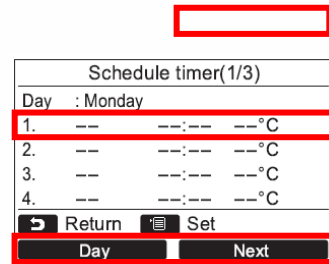 Schedule timer(1/3)
Day : Monday
1. –– ––:–– ––°C
2. –– ––:–– ––°C
3. –– ––:–– ––°C
4. –– ––:–– ––°C
Return Set
Day Next